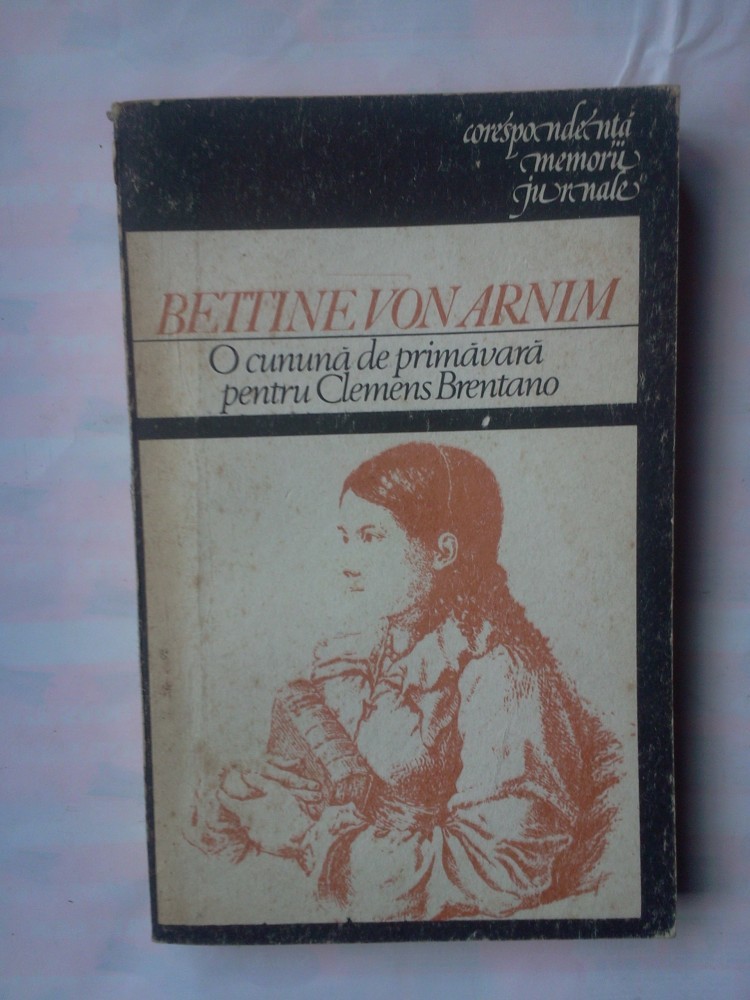 corespondență
memorii
jurnale
BETTINE VON ARNIM
O cunună de primăvară
pentru Clemens Brentano